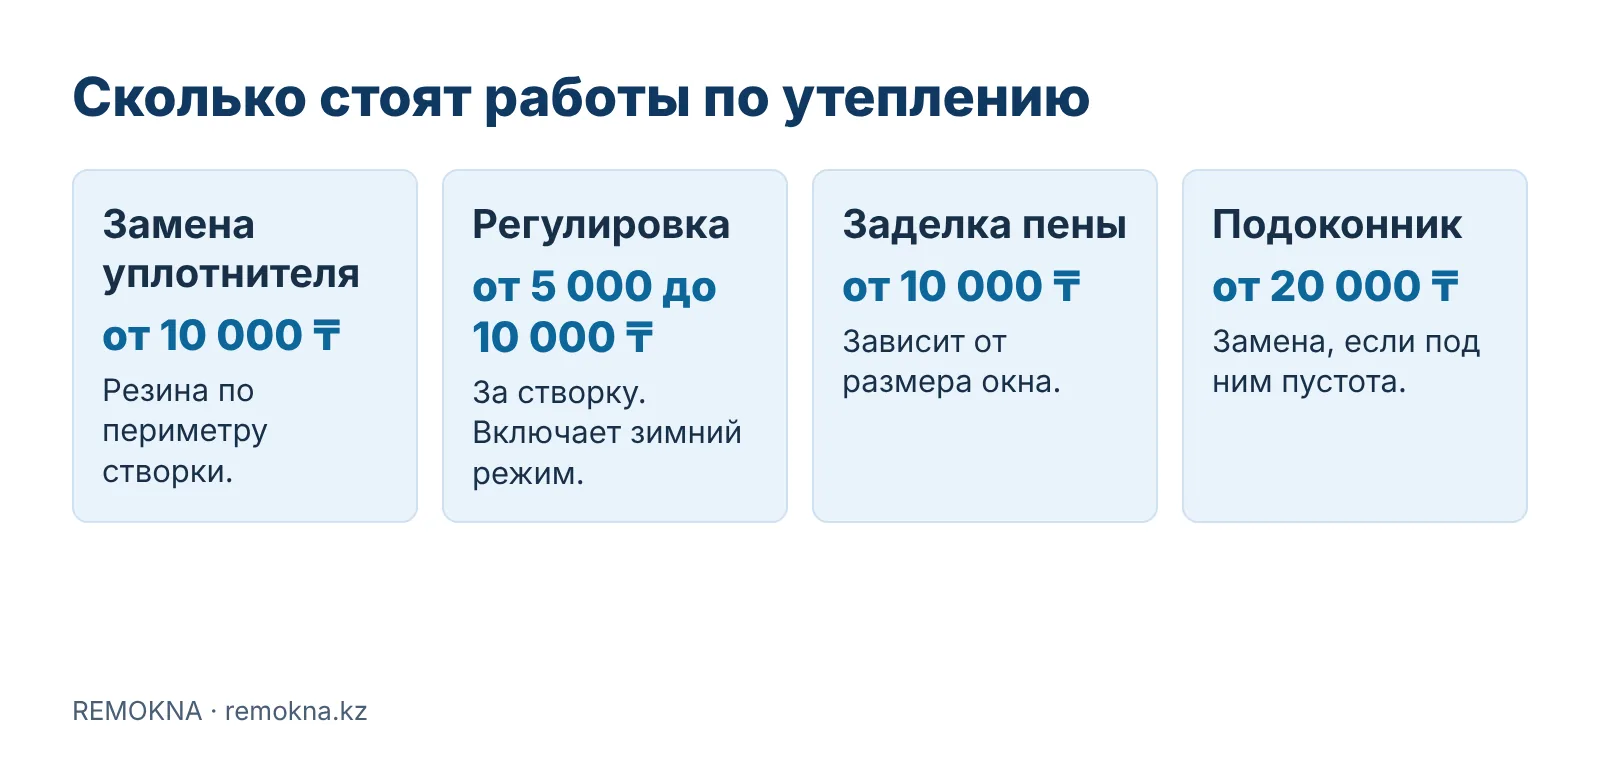 Сколько стоят работы по утеплению
Замена
уплотнителя
от 10 000 ₸
Резина по
периметру
створки.
Регулировка
от 5 000 до
10 000 ₸
За створку.
Включает зимний
режим.
Заделка пены
от 10 000 ₸
Зависит от
размера окна.
Подоконник
от 20 000 ₸
Замена, если под
ним пустота.
REMOKNA · remokna.kz